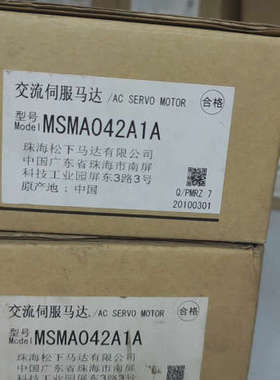 交流伺服马达 /AC SERVO MOTOR 合格
型号
Model MSMA042A1A
珠海松下马达有限公司
中国广东省珠海市南屏
科技工业园屏东3路3号
原产地：中国
Q/PMRZ 7
20100301
交流伺服马达 /AC SERVO MOTOR 合格
型号
Model MSMA042A1A
珠海松下马达有限公司
中国广东省珠海市南屏